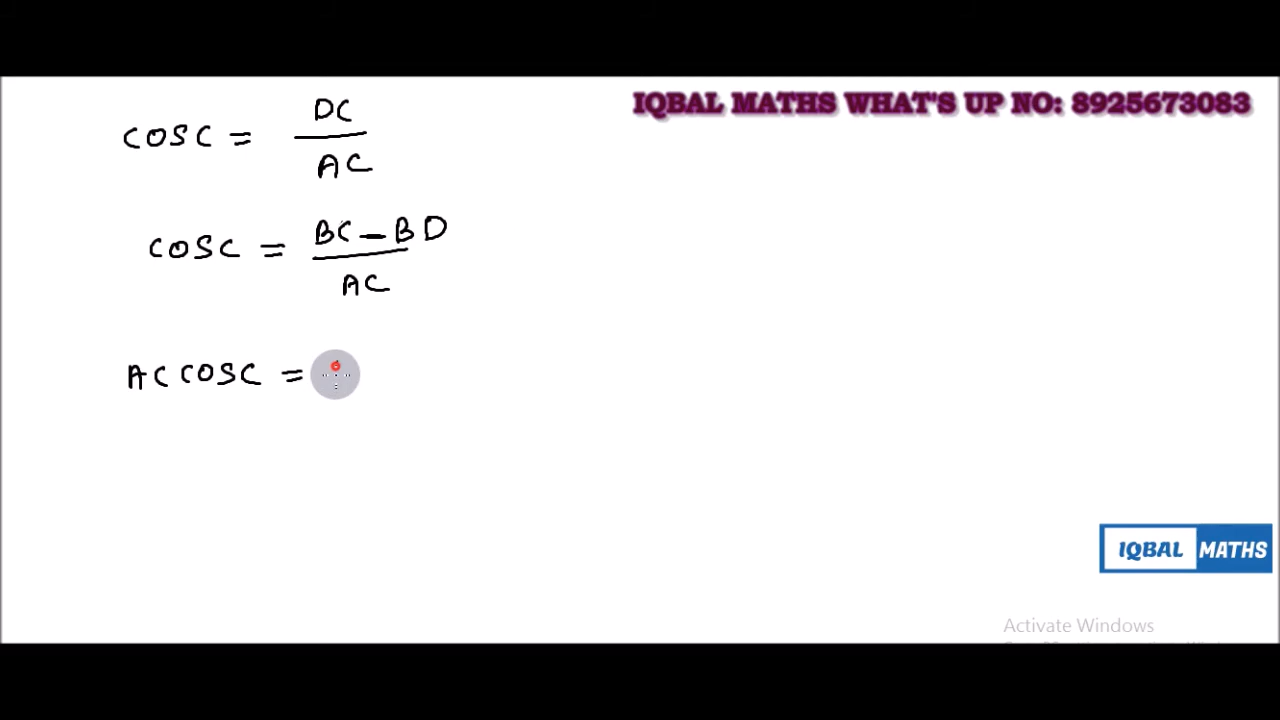 IQBAL MATHS WHAT'S UP NO: 8925673083
COSC = DC / AC
COSC = BC - BD / AC
AC COSC =
IQBAL MATHS
Activate Windows